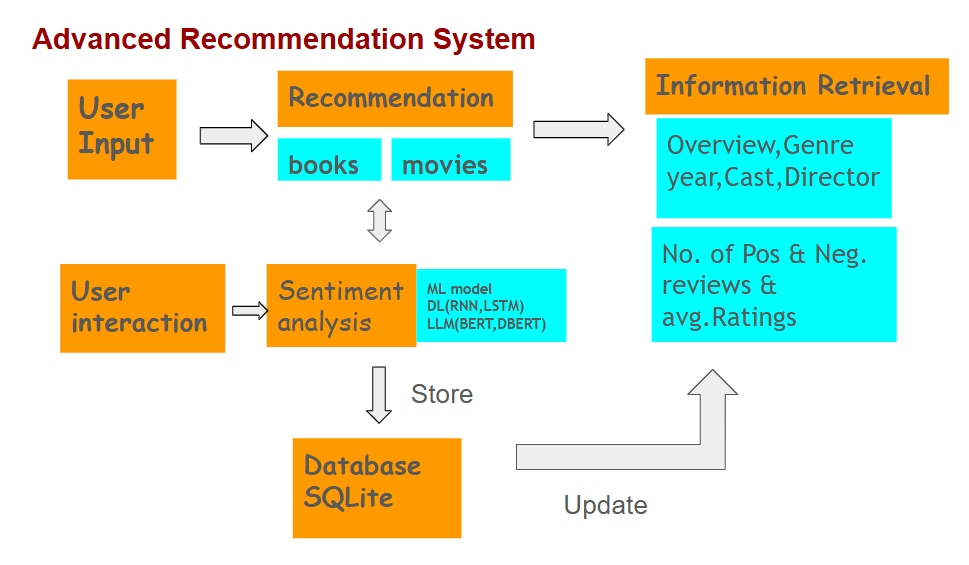 Advanced Recommendation System
User
Input
Recommendation
books
movies
Information Retrieval
Overview,Genre
year,Cast,Director
No. of Pos & Neg.
reviews &
avg.Ratings
User
interaction
Sentiment
analysis
ML model
DL(RNN,LSTM)
LLM(BERT,DBERT)
Store
Database
SQLite
Update